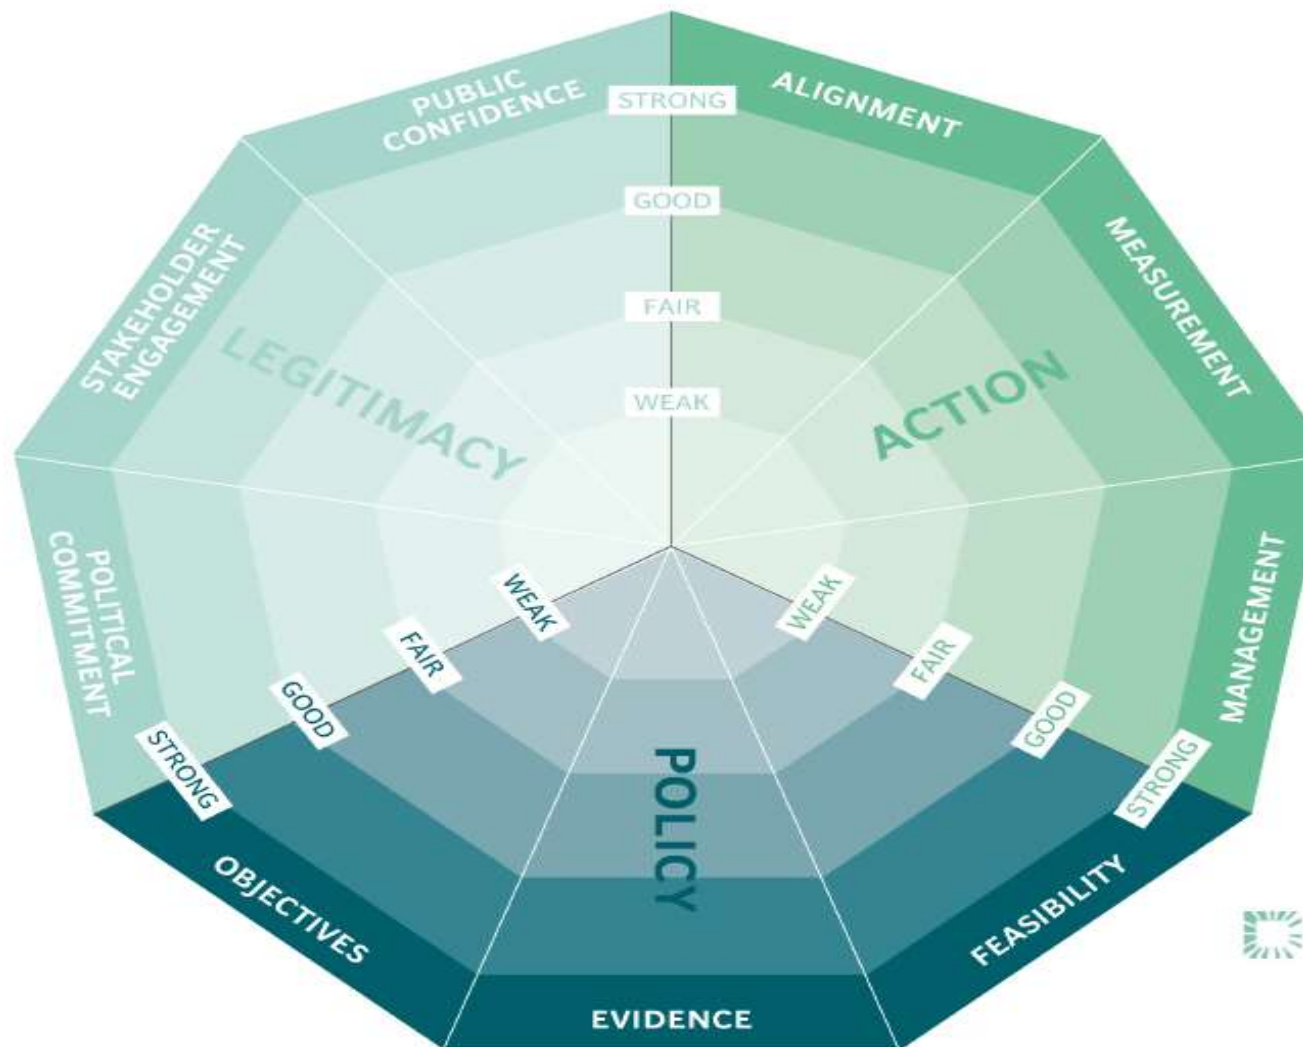 PUBLIC
CONFIDENCE
ALIGNMENT
STRONG
GOOD
FAIR
WEAK
STAKEHOLDER
ENGAGEMENT
LEGITIMACY
ACTION
MEASUREMENT
POLITICAL
COMMITMENT
MANAGEMENT
WEAK
FAIR
GOOD
STRONG
WEAK
FAIR
GOOD
STRONG
POLICY
OBJECTIVES
EVIDENCE
FEASIBILITY